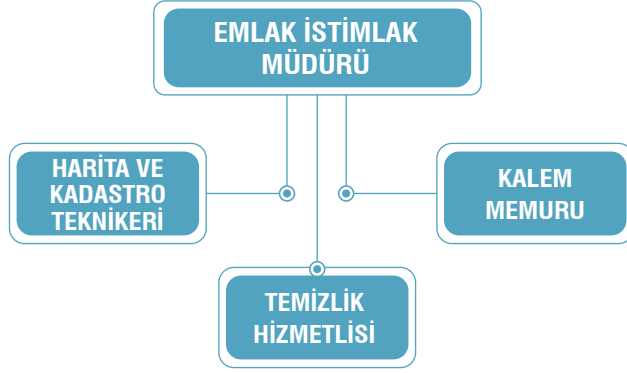 EMLAK İSTİMLAK
MÜDÜRÜ
HARİTA VE
KADASTRO
TEKNİKERİ
KALEM
MEMURU
TEMİZLİK
HİZMETLİSİ